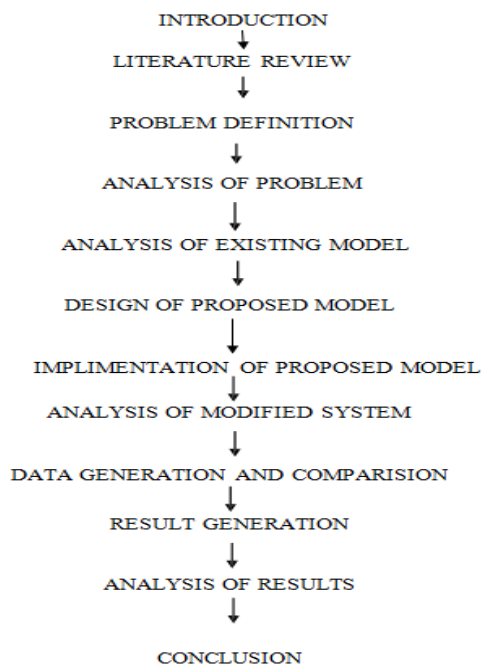 INTRODUCTION
LITERATURE REVIEW
PROBLEM DEFINITION
ANALYSIS OF PROBLEM
ANALYSIS OF EXISTING MODEL
DESIGN OF PROPOSED MODEL
IMPLIMENTATION OF PROPOSED MODEL
ANALYSIS OF MODIFIED SYSTEM
DATA GENERATION AND COMPARISION
RESULT GENERATION
ANALYSIS OF RESULTS
CONCLUSION